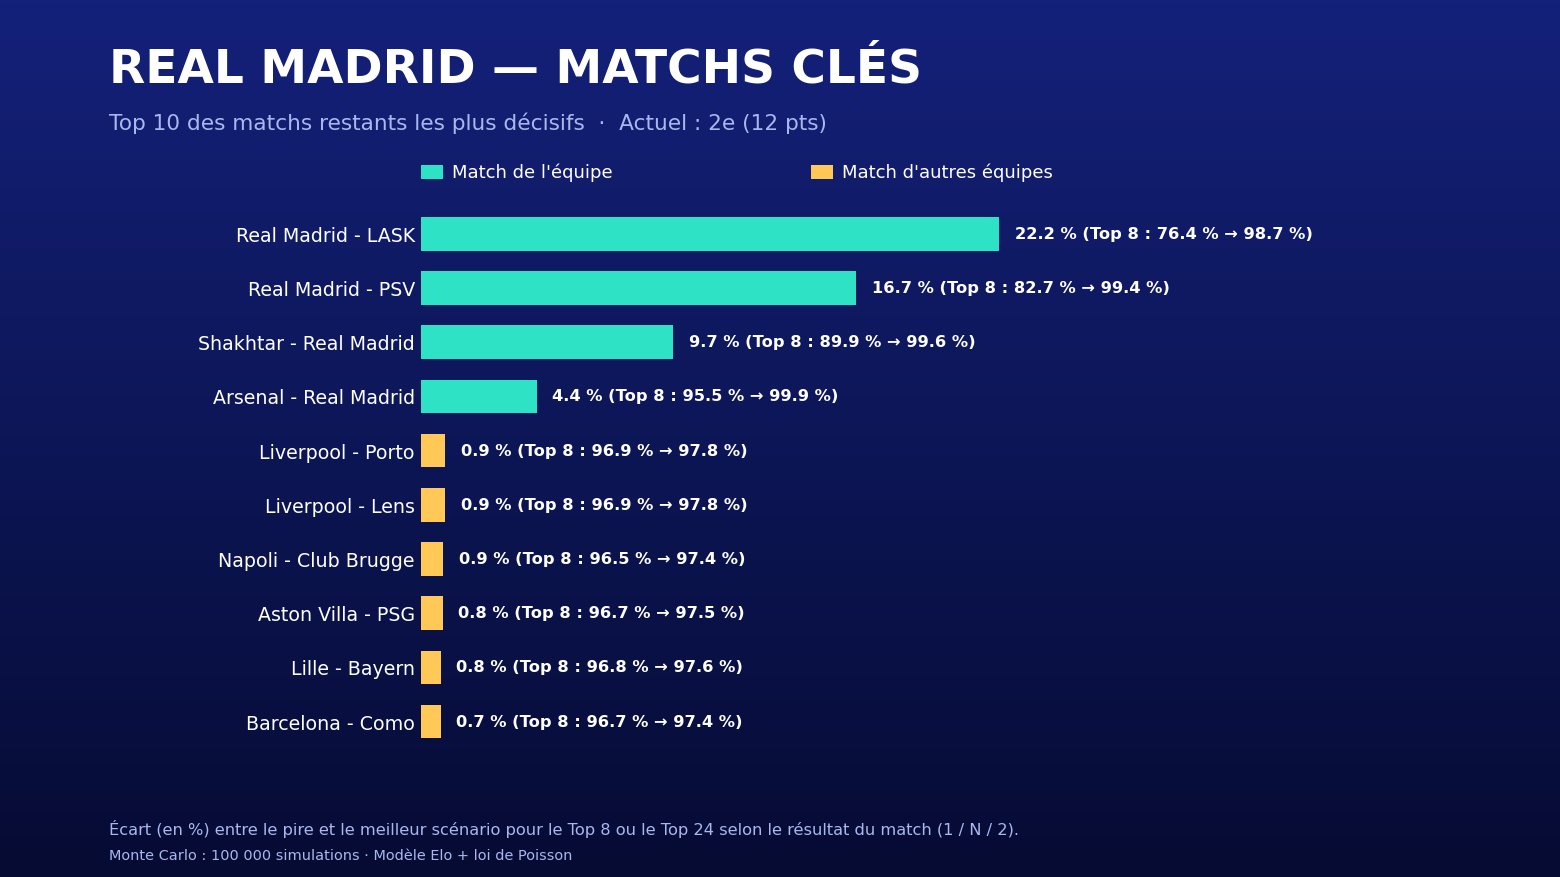 REAL MADRID — MATCHS CLÉS
Top 10 des matchs restants les plus décisifs · Actuel : 2e (12 pts)
Match de l'équipe
Match d'autres équipes
Real Madrid - LASK 22.2 % (Top 8 : 76.4 % → 98.7 %)
Real Madrid - PSV 16.7 % (Top 8 : 82.7 % → 99.4 %)
Shakhtar - Real Madrid 9.7 % (Top 8 : 89.9 % → 99.6 %)
Arsenal - Real Madrid 4.4 % (Top 8 : 95.5 % → 99.9 %)
Liverpool - Porto 0.9 % (Top 8 : 96.9 % → 97.8 %)
Liverpool - Lens 0.9 % (Top 8 : 96.9 % → 97.8 %)
Napoli - Club Brugge 0.9 % (Top 8 : 96.5 % → 97.4 %)
Aston Villa - PSG 0.8 % (Top 8 : 96.7 % → 97.5 %)
Lille - Bayern 0.8 % (Top 8 : 96.8 % → 97.6 %)
Barcelona - Como 0.7 % (Top 8 : 96.7 % → 97.4 %)
Écart (en %) entre le pire et le meilleur scénario pour le Top 8 ou le Top 24 selon le résultat du match (1 / N / 2).
Monte Carlo : 100 000 simulations · Modèle Elo + loi de Poisson